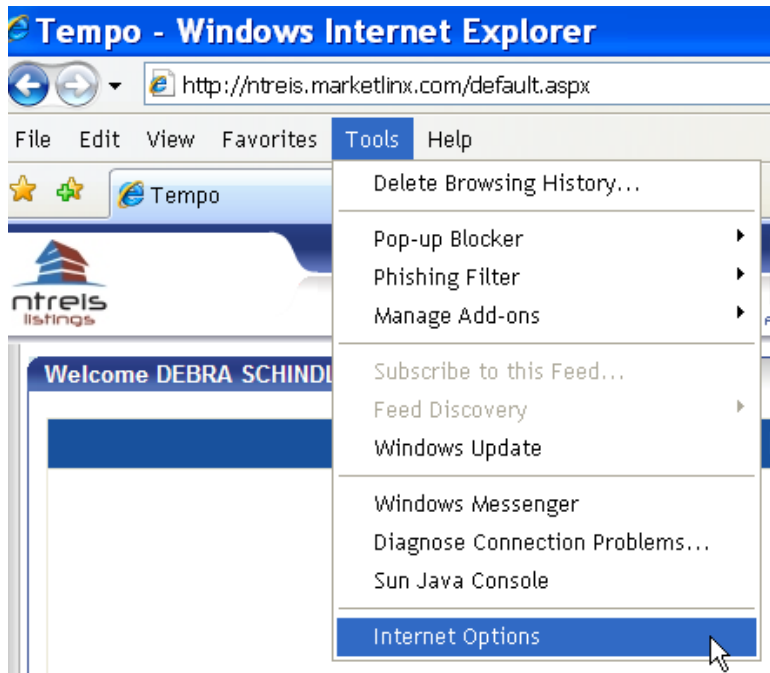 Tempo - Windows Internet Explorer
http://ntreis.marketlinx.com/default.aspx
File Edit View Favorites Tools Help
Tempo
Delete Browsing History...
Pop-up Blocker
Phishing Filter
Manage Add-ons
ntreis
listings
Welcome DEBRA SCHINDL
Subscribe to this Feed...
Feed Discovery
Windows Update
Windows Messenger
Diagnose Connection Problems...
Sun Java Console
Internet Options